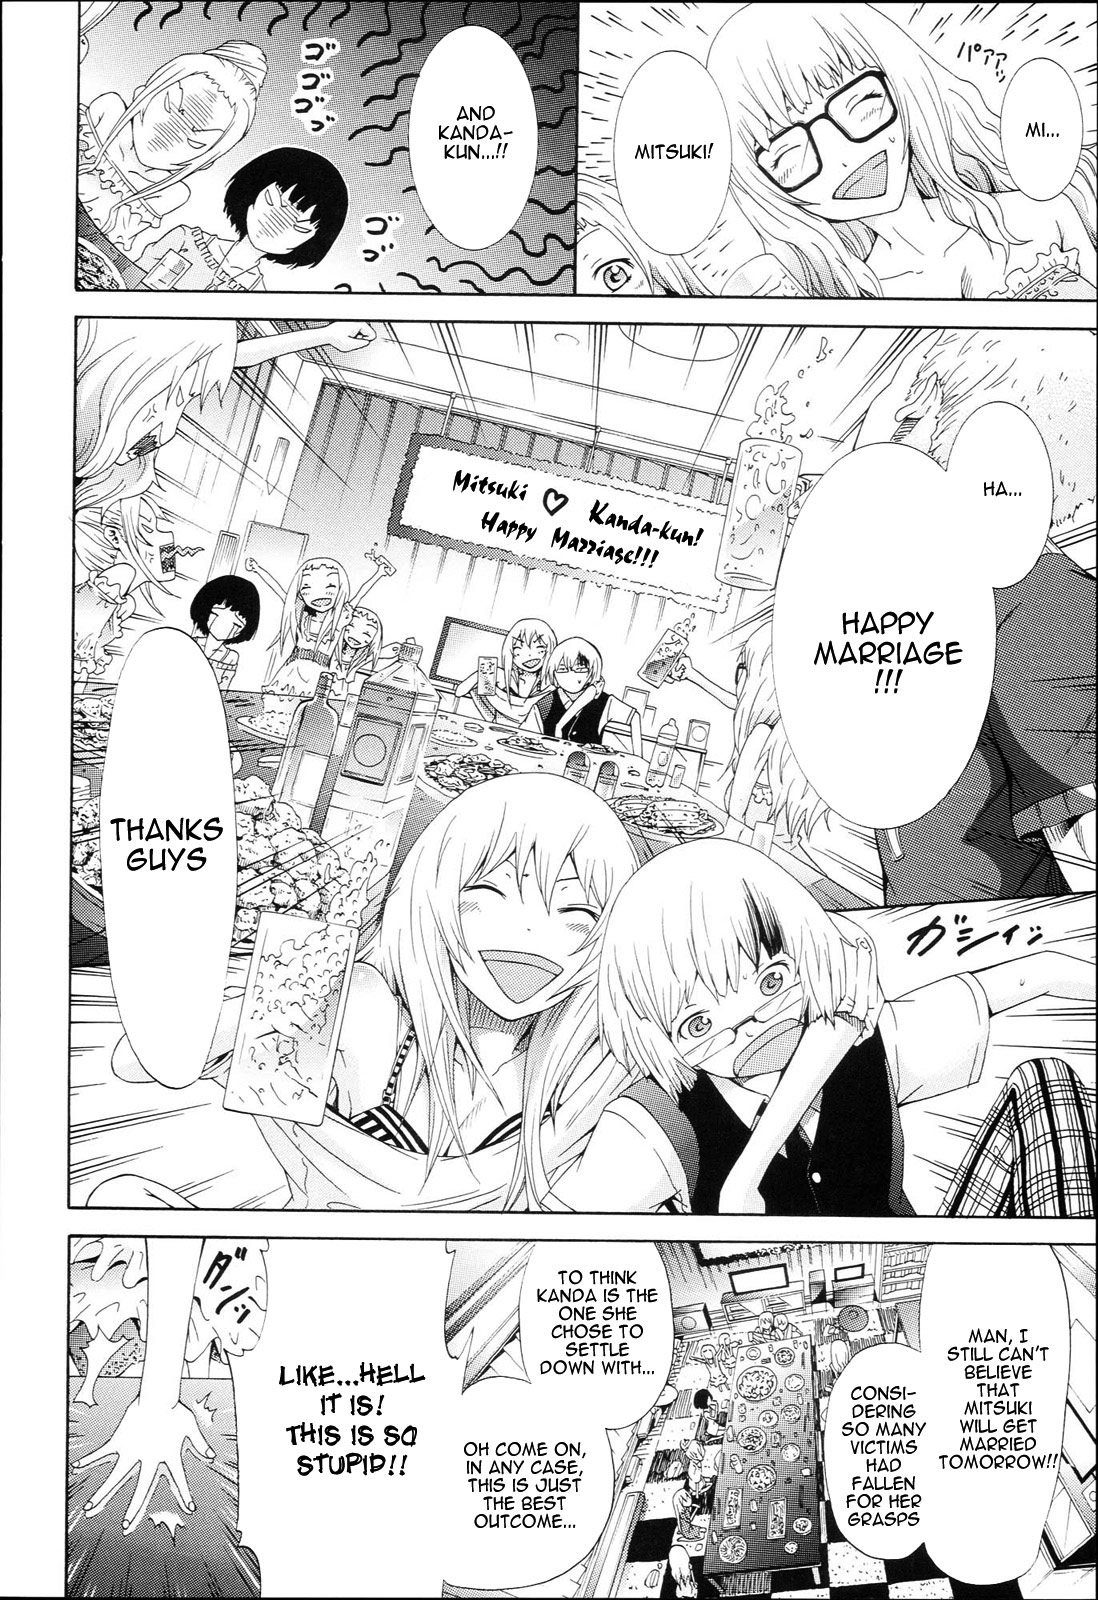 MI...
パアアッ
MITSUKI!
AND
KANDA-
KUN...!!
ゴ
ゴ
ゴ
ゴッ
ゴ
ゴッ
HA...
HAPPY
MARRIAGE
!!!
Mitsuki ♡ Kanda-kun!
Happy Marriage!!!
THANKS
GUYS
ガシィッ
MAN, I
STILL CAN'T
BELIEVE
THAT
MITSUKI
WILL GET
MARRIED
TOMORROW!!
CONSI-
DERING
SO MANY
VICTIMS
HAD
FALLEN
FOR HER
GRASPS
TO THINK
KANDA IS THE
ONE SHE
CHOSE TO
SETTLE
DOWN WITH...
OH COME ON,
IN ANY CASE,
THIS IS JUST
THE BEST
OUTCOME...
LIKE...HELL
IT IS!
THIS IS SO
STUPID!!
ダンッ